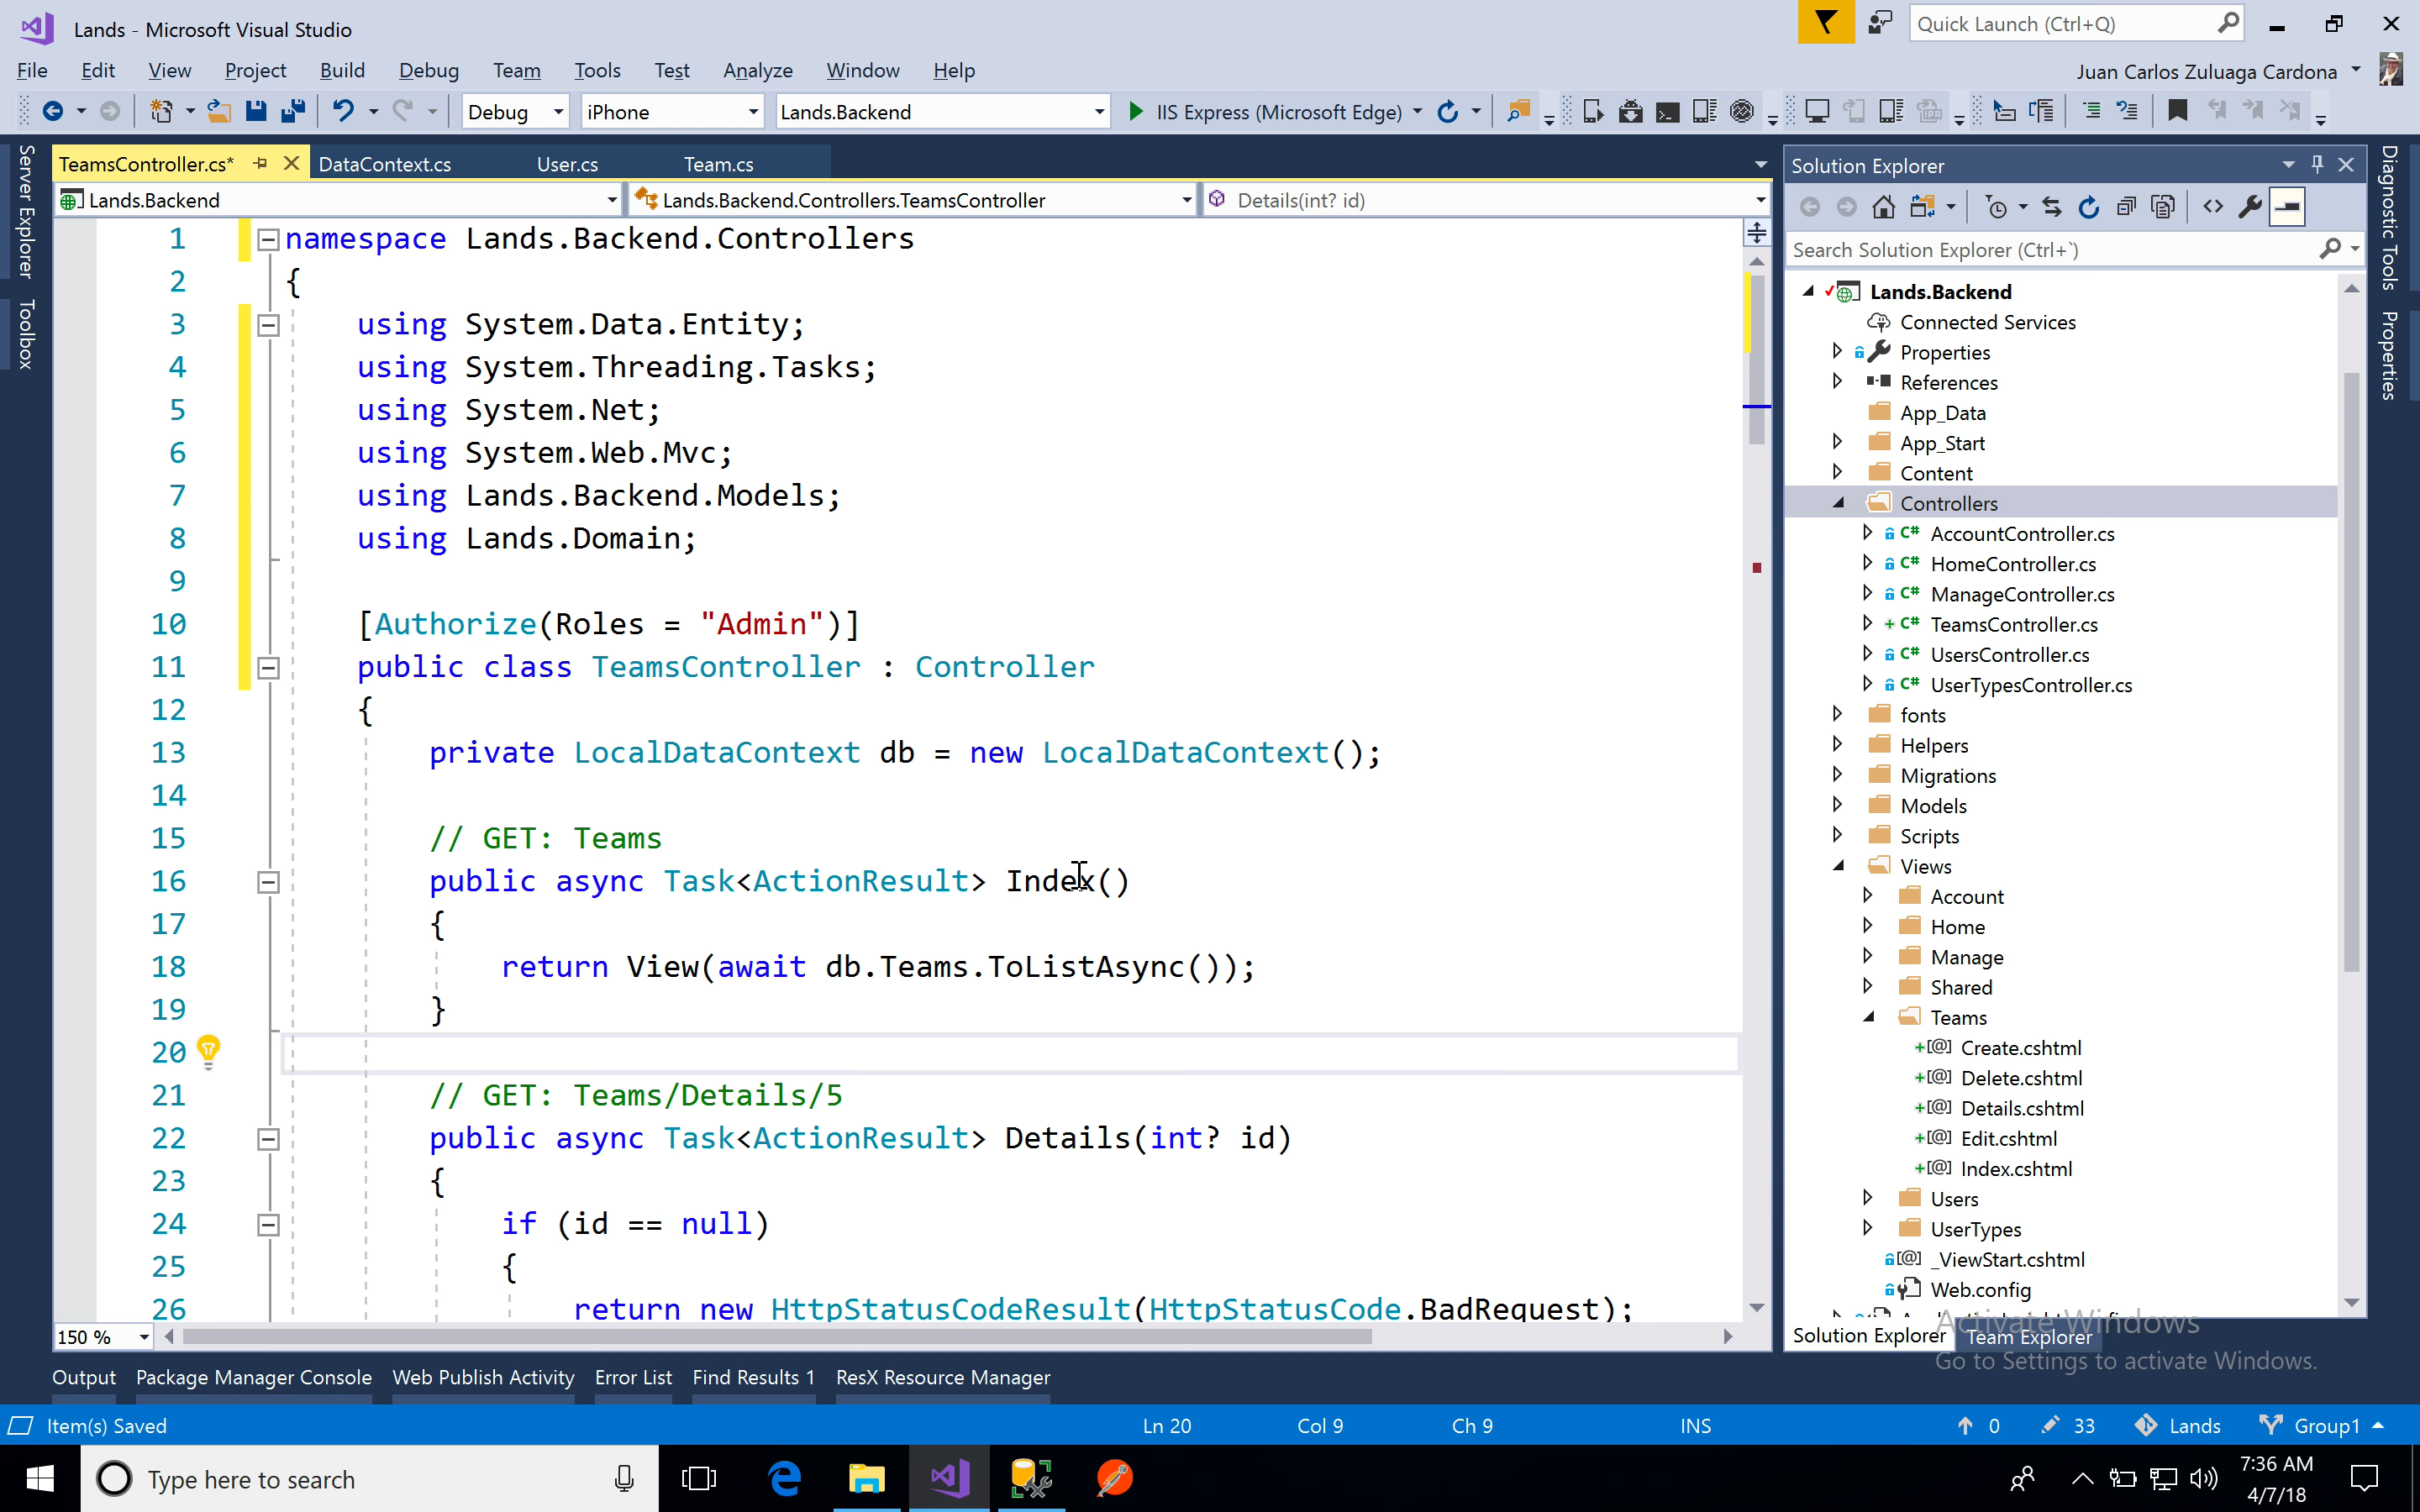 Lands - Microsoft Visual Studio
Quick Launch (Ctrl+Q)
File Edit View Project Build Debug Team Tools Test Analyze Window Help
Juan Carlos Zuluaga Cardona
Debug iPhone Lands.Backend IIS Express (Microsoft Edge)
Server Explorer
Toolbox
TeamsController.cs* DataContext.cs User.cs Team.cs
Lands.Backend Lands.Backend.Controllers.TeamsController Details(int? id)
1 namespace Lands.Backend.Controllers
2 {
3 using System.Data.Entity;
4 using System.Threading.Tasks;
5 using System.Net;
6 using System.Web.Mvc;
7 using Lands.Backend.Models;
8 using Lands.Domain;
9
10 [Authorize(Roles = "Admin")]
11 public class TeamsController : Controller
12 {
13 private LocalDataContext db = new LocalDataContext();
14
15 // GET: Teams
16 public async Task<ActionResult> Index()
17 {
18 return View(await db.Teams.ToListAsync());
19 }
20
21 // GET: Teams/Details/5
22 public async Task<ActionResult> Details(int? id)
23 {
24 if (id == null)
25 {
26 return new HttpStatusCodeResult(HttpStatusCode.BadRequest);
150 %
Solution Explorer
Search Solution Explorer (Ctrl+`)
Lands.Backend
Connected Services
Properties
References
App_Data
App_Start
Content
Controllers
C# AccountController.cs
C# HomeController.cs
C# ManageController.cs
C# TeamsController.cs
C# UsersController.cs
C# UserTypesController.cs
fonts
Helpers
Migrations
Models
Scripts
Views
Account
Home
Manage
Shared
Teams
[@] Create.cshtml
[@] Delete.cshtml
[@] Details.cshtml
[@] Edit.cshtml
[@] Index.cshtml
Users
UserTypes
[@] _ViewStart.cshtml
Web.config
Solution Explorer Team Explorer
Diagnostic Tools
Properties
Activate Windows
Go to Settings to activate Windows.
Output Package Manager Console Web Publish Activity Error List Find Results 1 ResX Resource Manager
Item(s) Saved Ln 20 Col 9 Ch 9 INS 0 33 Lands Group1
Type here to search
7:36 AM
4/7/18